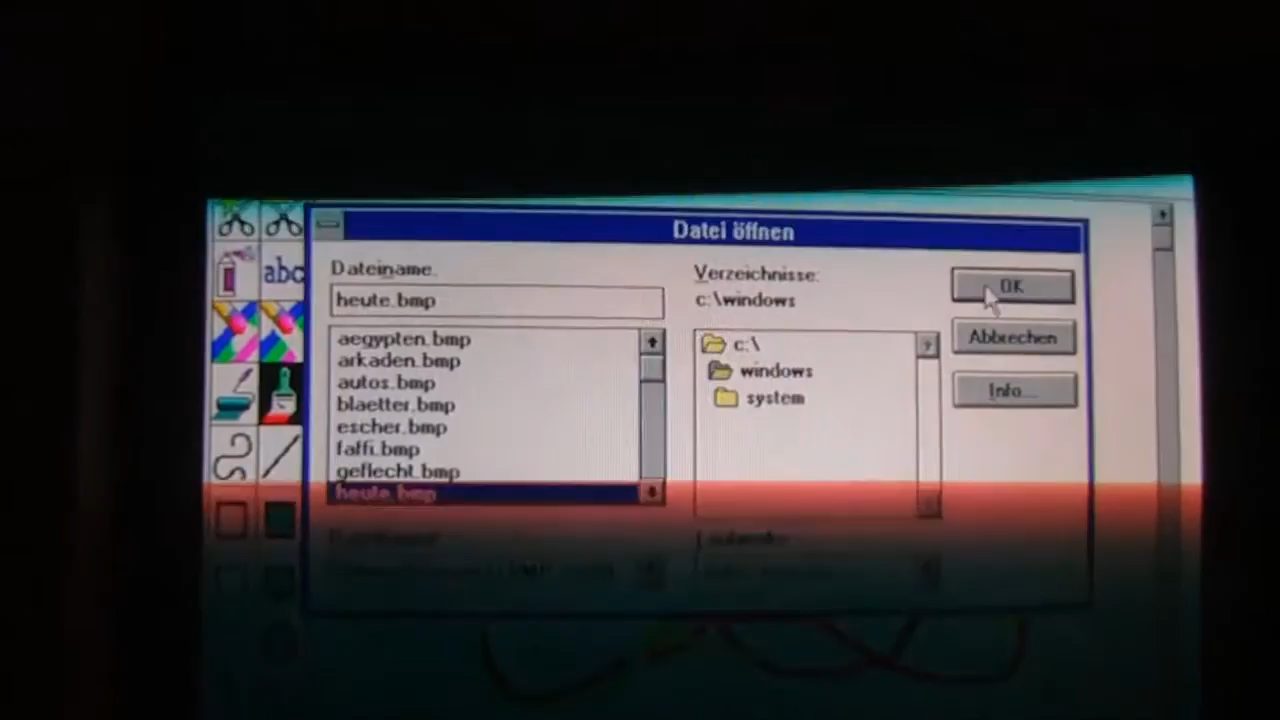 Datei öffnen
abc
Dateiname:
heute.bmp
aegypten.bmp
arkaden.bmp
autos.bmp
blaetter.bmp
escher.bmp
faffi.bmp
geflecht.bmp
heute.bmp
Verzeichnisse:
c:\windows
c:\
windows
system
OK
Abbrechen
Info...